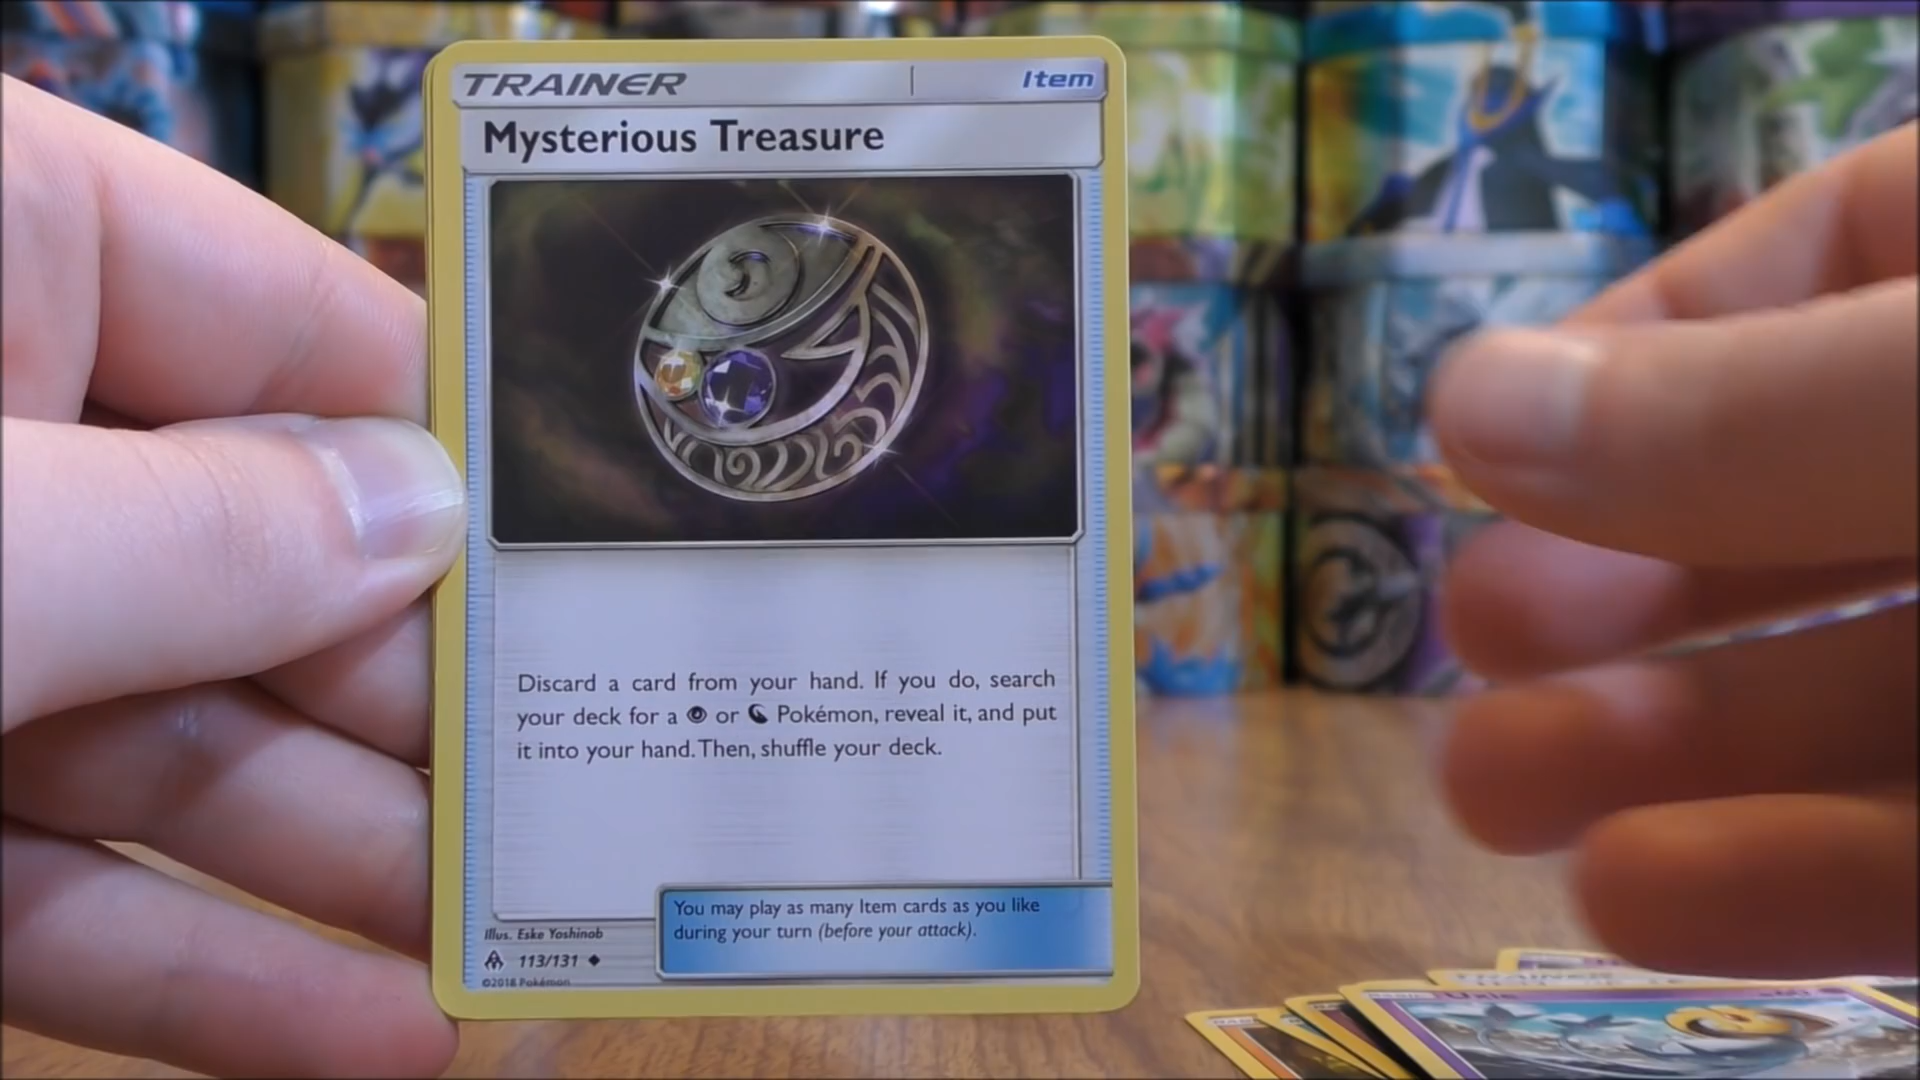 TRAINER
Item
Mysterious Treasure
Discard a card from your hand. If you do, search
your deck for a or Pokémon, reveal it, and put
it into your hand. Then, shuffle your deck.
You may play as many Item cards as you like
during your turn (before your attack).
Illus. Eske Yoshinob
113/131
©2018 Pokémon
TRAINER
Uxie